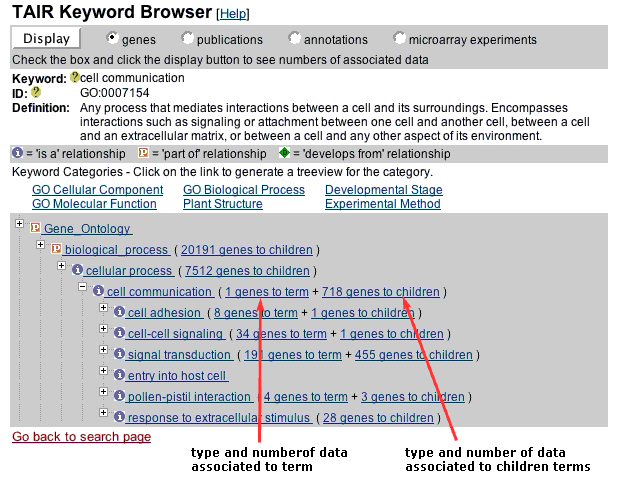 TAIR Keyword Browser [Help]
Display genes publications annotations microarray experiments
Check the box and click the display button to see numbers of associated data
Keyword: ? cell communication
ID: ? GO:0007154
Definition: Any process that mediates interactions between a cell and its surroundings. Encompasses
interactions such as signaling or attachment between one cell and another cell, between a cell
and an extracellular matrix, or between a cell and any other aspect of its environment.
i = 'is a' relationship P = 'part of' relationship = 'develops from' relationship
Keyword Categories - Click on the link to generate a treeview for the category.
GO Cellular Component GO Biological Process Developmental Stage
GO Molecular Function Plant Structure Experimental Method
P Gene_Ontology
P biological_process ( 20191 genes to children )
i cellular process ( 7512 genes to children )
i cell communication ( 1 genes to term + 718 genes to children )
i cell adhesion ( 8 genes to term + 1 genes to children )
i cell-cell signaling ( 34 genes to term + 1 genes to children )
i signal transduction ( 191 genes to term + 455 genes to children )
i entry into host cell
i pollen-pistil interaction ( 4 genes to term + 3 genes to children )
i response to extracellular stimulus ( 28 genes to children )
Go back to search page
type and numberof data
associated to term
type and number of data
associated to children terms